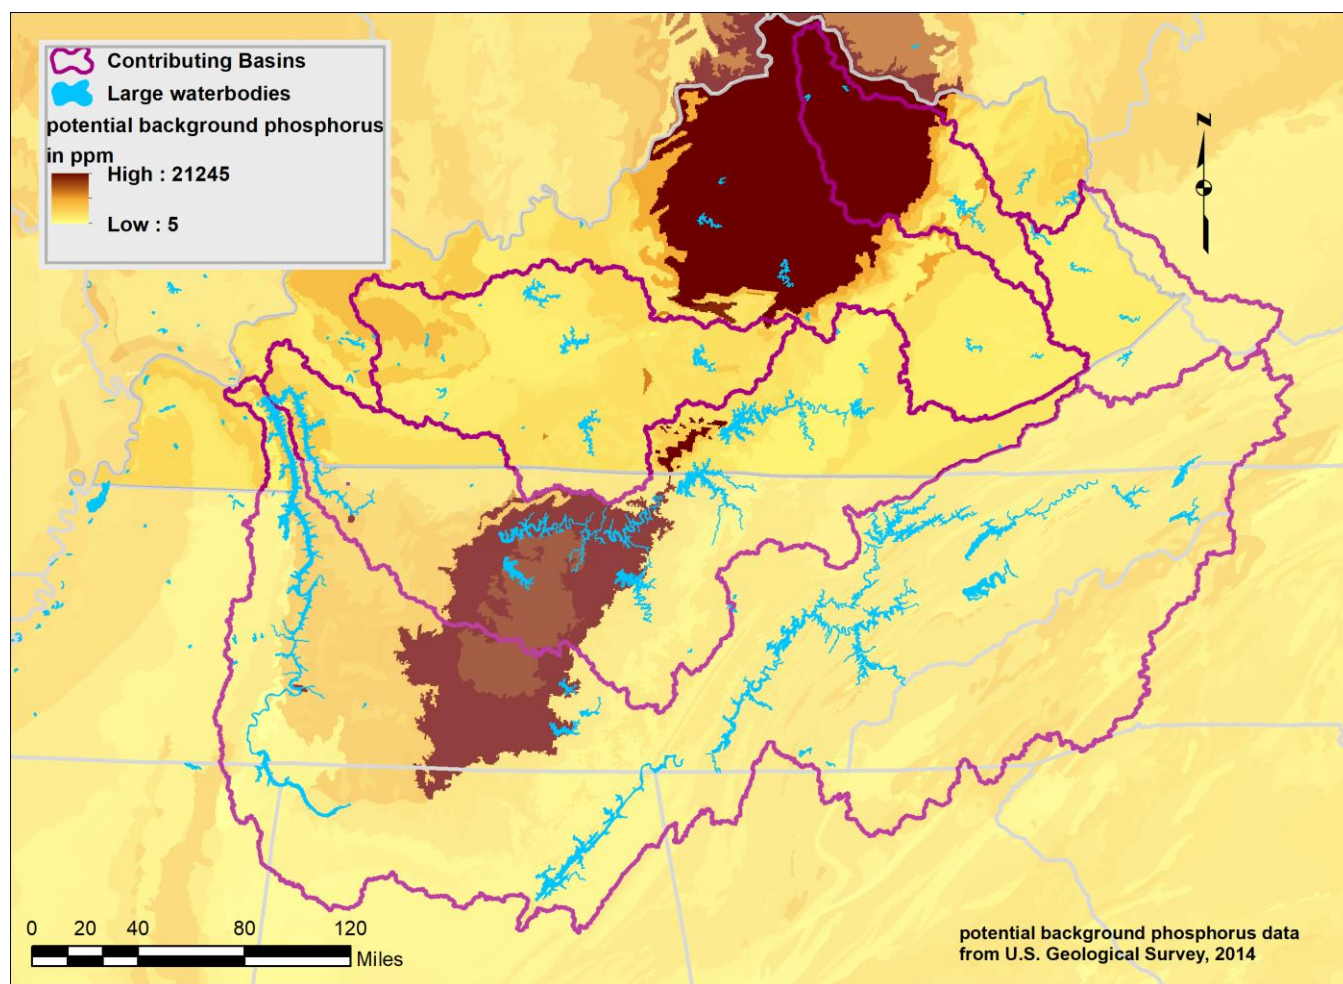 Contributing Basins
Large waterbodies
potential background phosphorus
in ppm
High : 21245
Low : 5
N
0 20 40 80 120
Miles
potential background phosphorus data
from U.S. Geological Survey, 2014